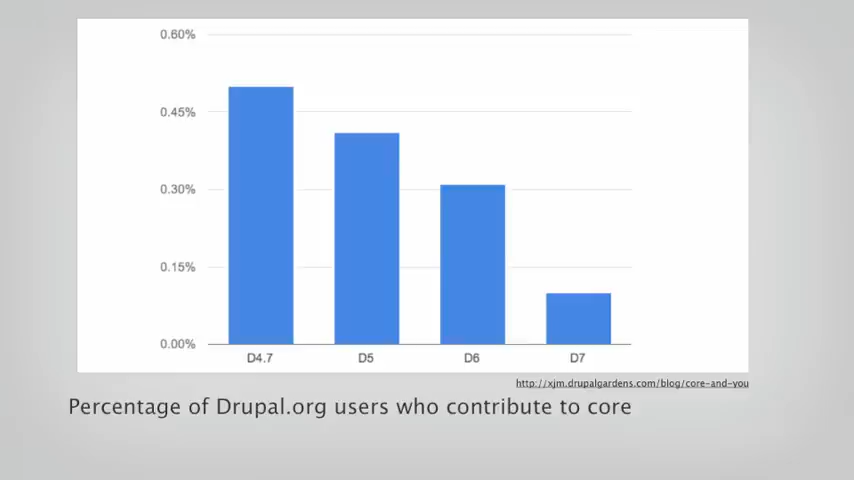 0.60%
0.45%
0.30%
0.15%
0.00%
D4.7 D5 D6 D7
http://xjm.drupalgardens.com/blog/core-and-you
Percentage of Drupal.org users who contribute to core